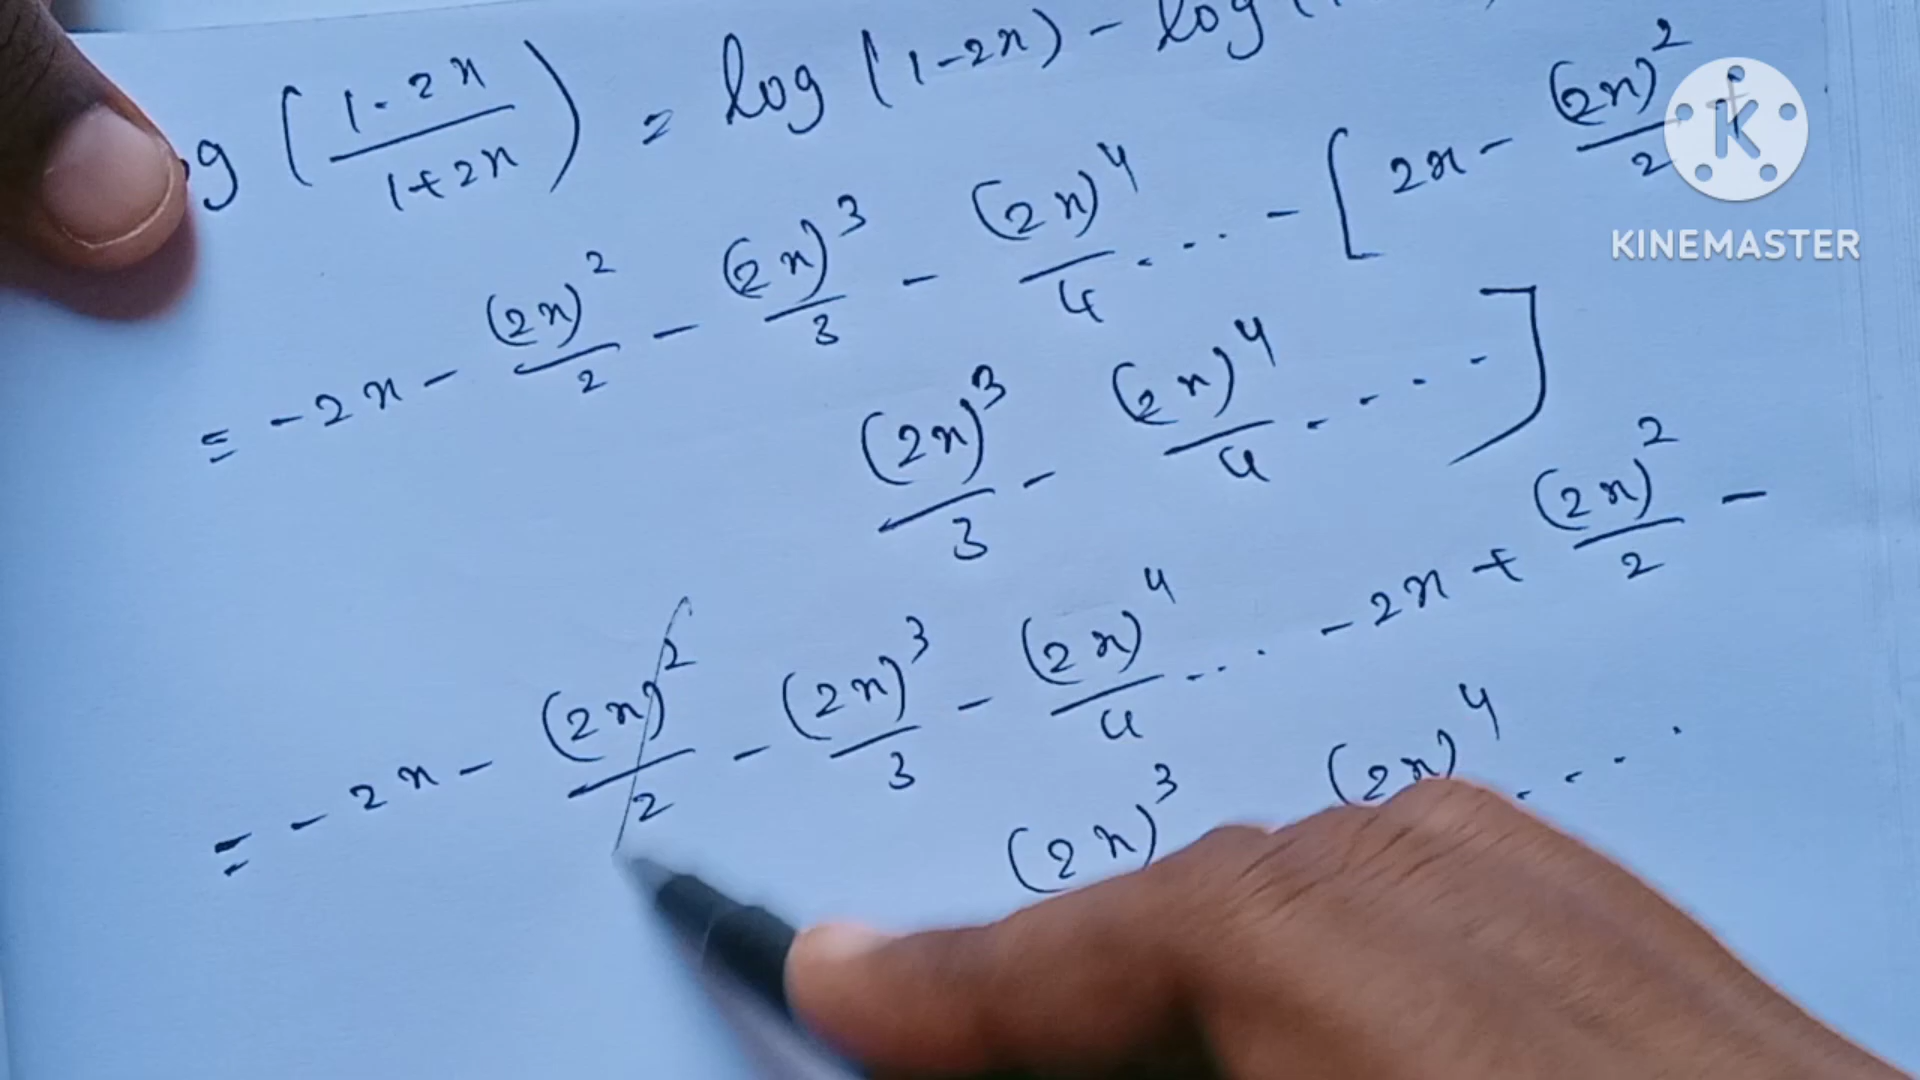 g (1-2x/1+2x) = log (1-2x) - log (
= -2x - (2x)²/2 - (2x)³/3 - (2x)⁴/4 ... - [2x - (2x)²/2 +
(2x)³/3 - (2x)⁴/4 .... ]
= -2x - (2x)²/2 - (2x)³/3 - (2x)⁴/4 ... -2x + (2x)²/2 -
(2x)³ (2x)⁴ ....
K
KINEMASTER